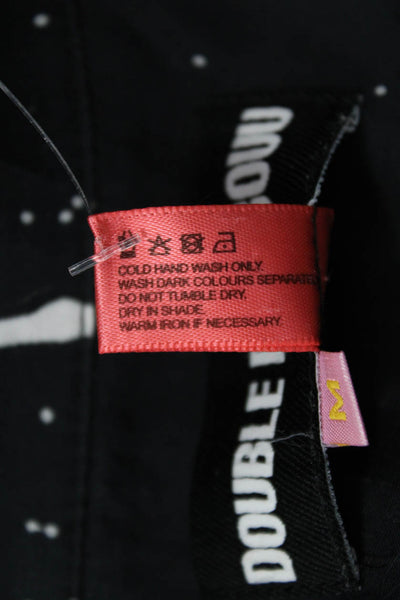 COLD HAND WASH ONLY.
WASH DARK COLOURS SEPARATE
DO NOT TUMBLE DRY.
DRY IN SHADE.
WARM IRON IF NECESSARY.
DOUBLE
M